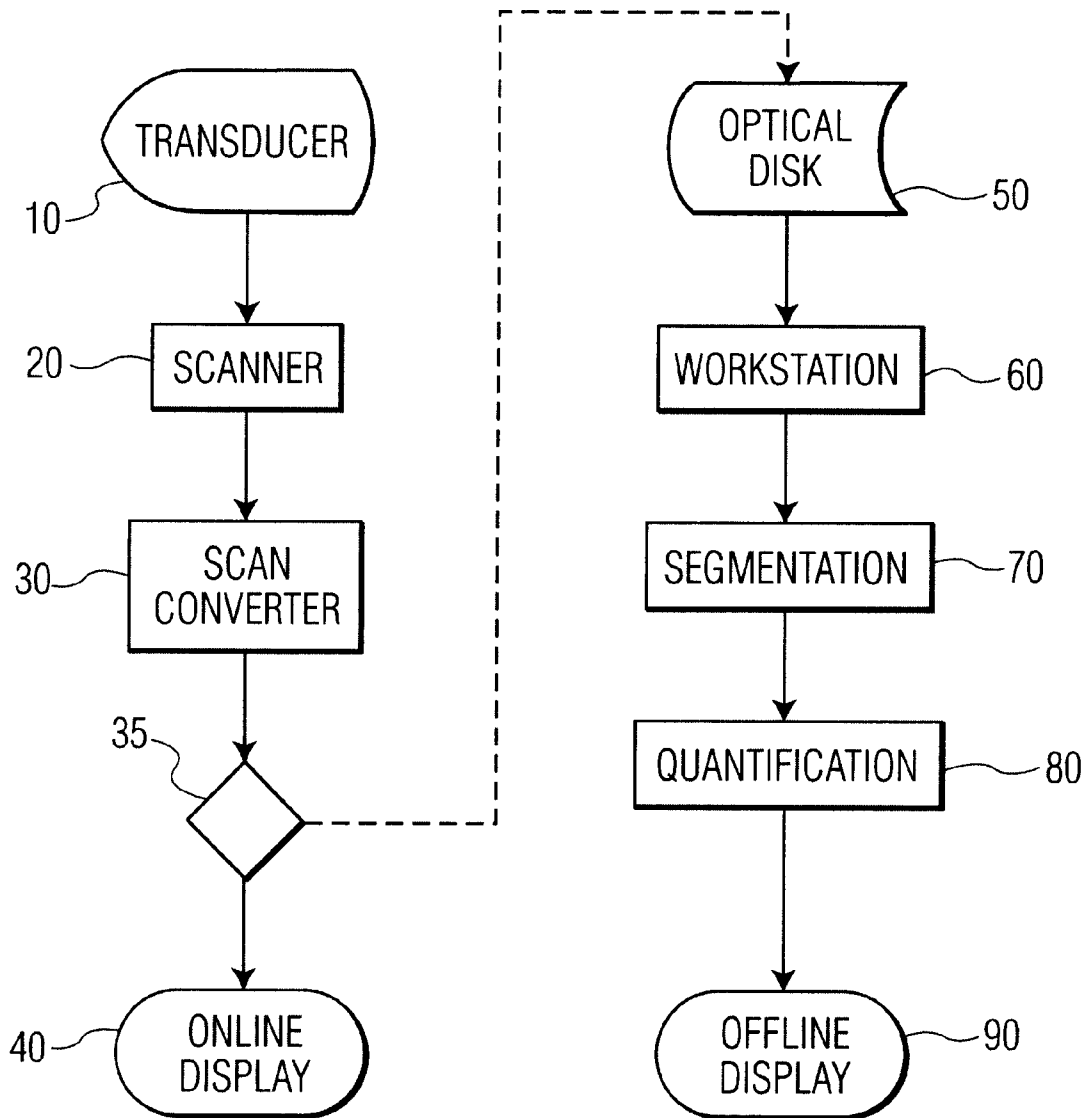 TRANSDUCER
10
20
SCANNER
30
SCAN
CONVERTER
35
40
ONLINE
DISPLAY
OPTICAL
DISK
50
WORKSTATION
60
SEGMENTATION
70
QUANTIFICATION
80
OFFLINE
DISPLAY
90